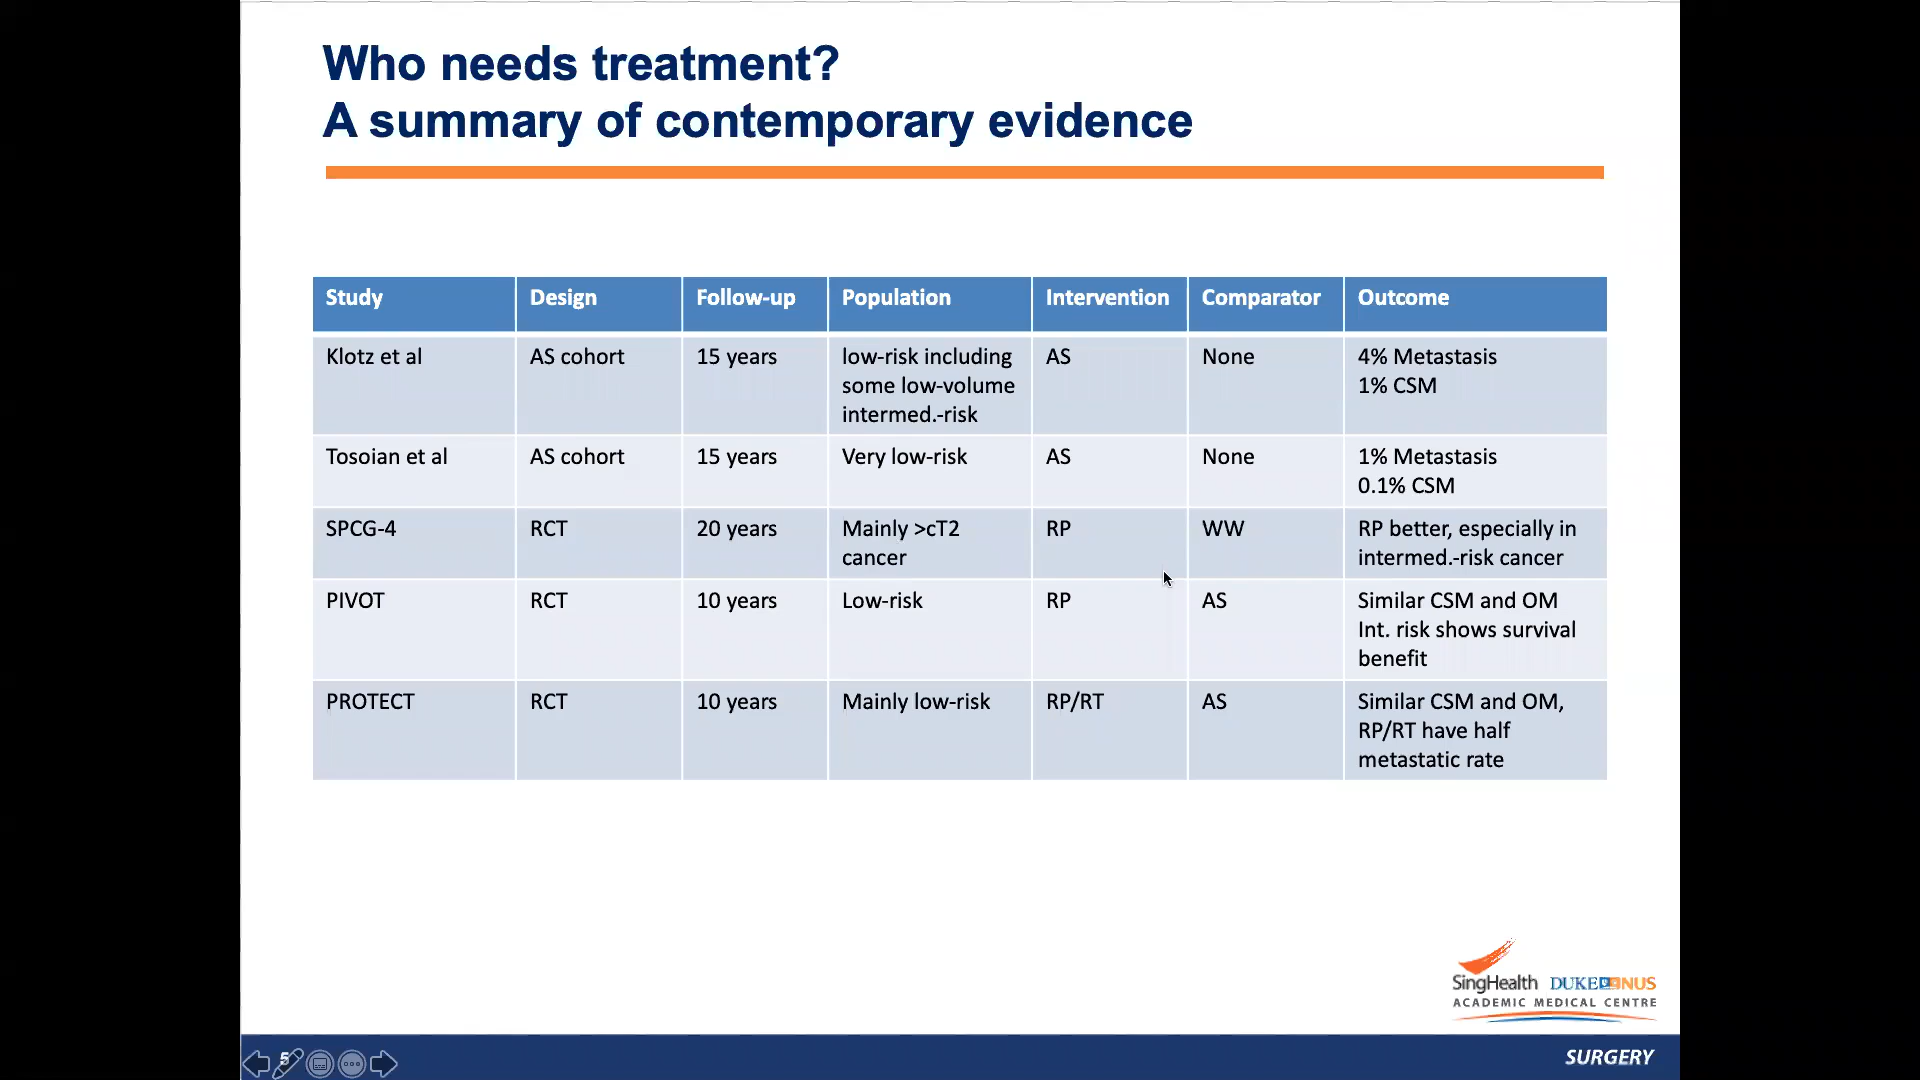 Who needs treatment?
A summary of contemporary evidence
Study Design Follow-up Population Intervention Comparator Outcome
Klotz et al AS cohort 15 years low-risk including AS None 4% Metastasis
some low-volume 1% CSM
intermed.-risk
Tosoian et al AS cohort 15 years Very low-risk AS None 1% Metastasis
0.1% CSM
SPCG-4 RCT 20 years Mainly >cT2 RP WW RP better, especially in
cancer intermed.-risk cancer
PIVOT RCT 10 years Low-risk RP AS Similar CSM and OM
Int. risk shows survival
benefit
PROTECT RCT 10 years Mainly low-risk RP/RT AS Similar CSM and OM,
RP/RT have half
metastatic rate
SingHealth DUKE NUS
ACADEMIC MEDICAL CENTRE
5
SURGERY